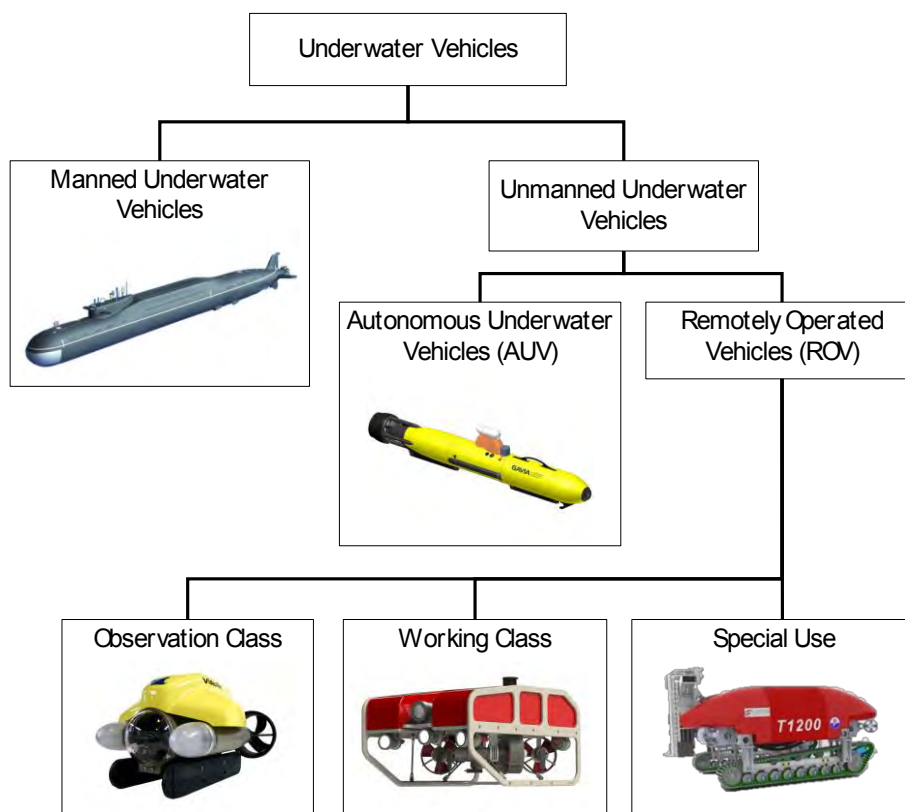 Underwater Vehicles
Manned Underwater
Vehicles
Unmanned Underwater
Vehicles
Autonomous Underwater
Vehicles (AUV)
Remotely Operated
Vehicles (ROV)
GAVIA
Observation Class
Working Class
Special Use
T1200